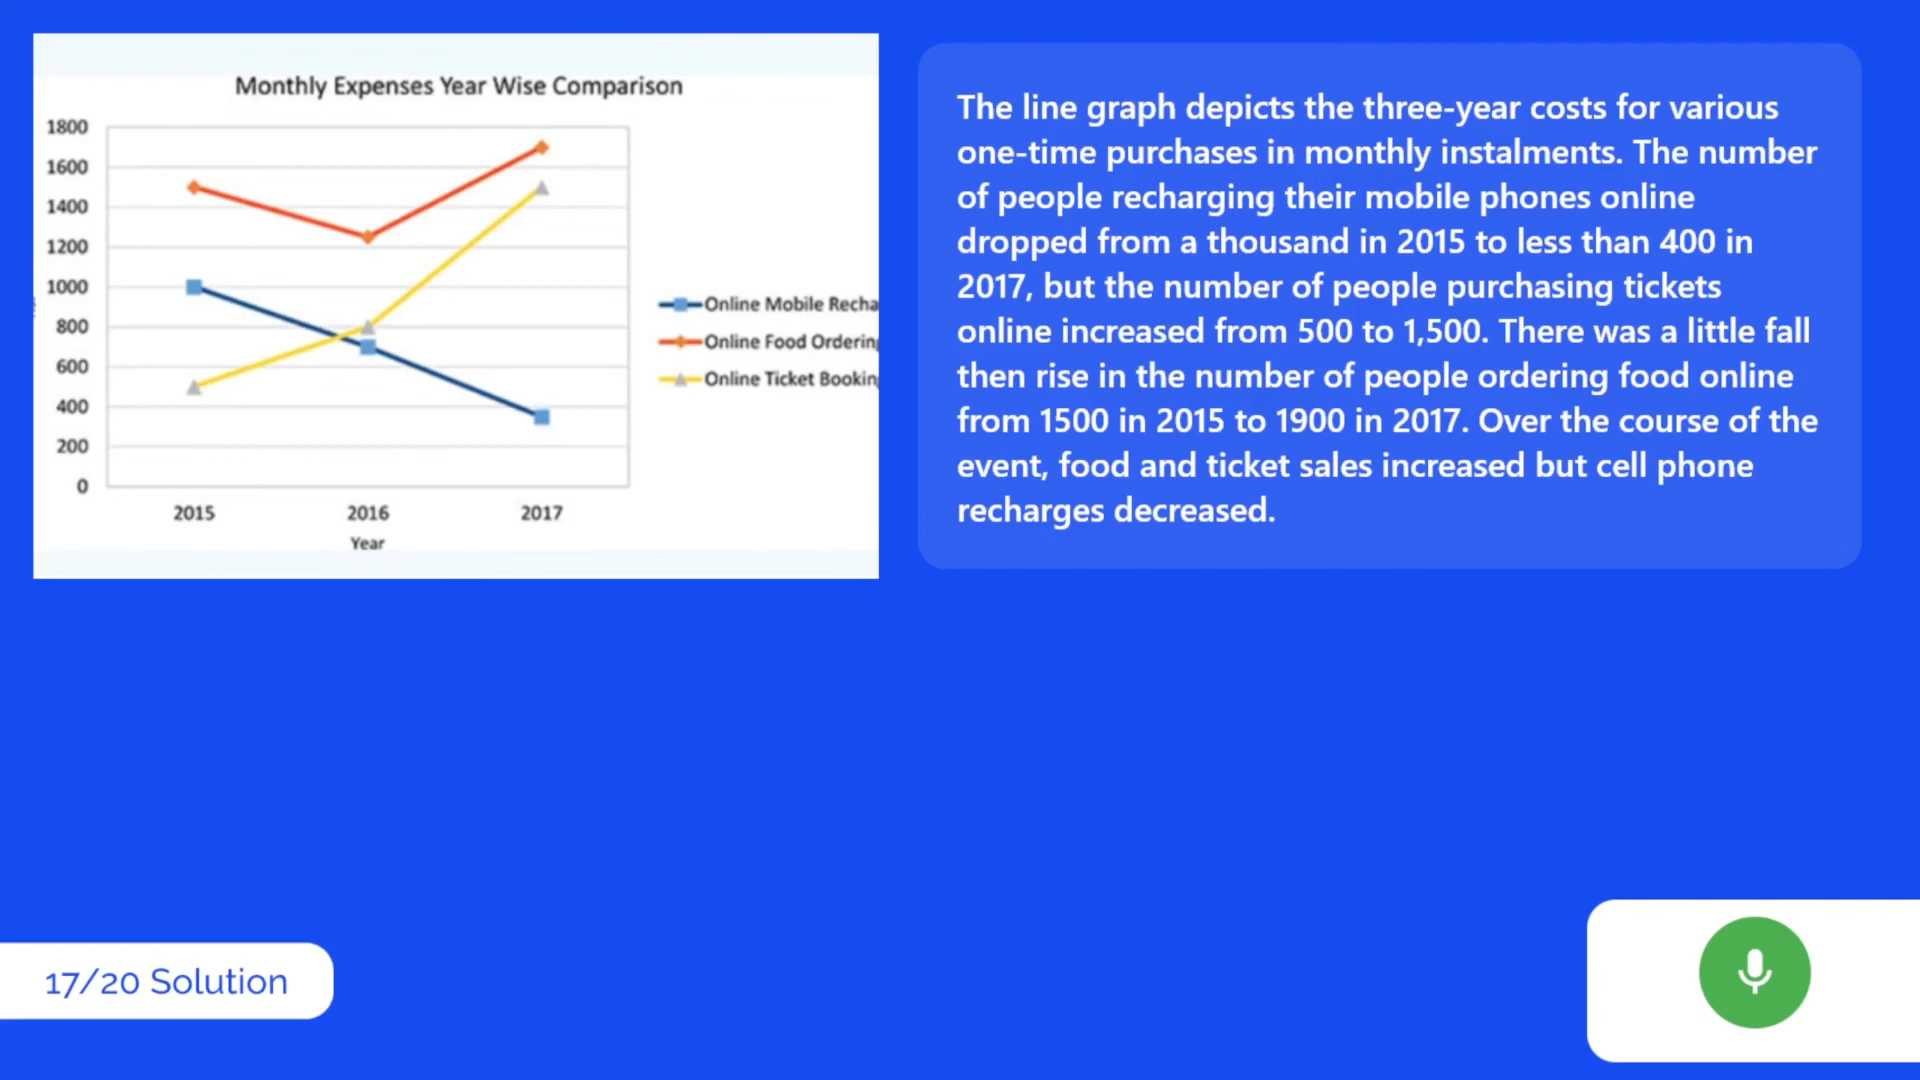 Monthly Expenses Year Wise Comparison
1800
1600
1400
1200
1000
800
600
400
200
0
2015 2016 2017
Year
Online Mobile Recha
Online Food Ordering
Online Ticket Booking
The line graph depicts the three-year costs for various
one-time purchases in monthly instalments. The number
of people recharging their mobile phones online
dropped from a thousand in 2015 to less than 400 in
2017, but the number of people purchasing tickets
online increased from 500 to 1,500. There was a little fall
then rise in the number of people ordering food online
from 1500 in 2015 to 1900 in 2017. Over the course of the
event, food and ticket sales increased but cell phone
recharges decreased.
17/20 Solution